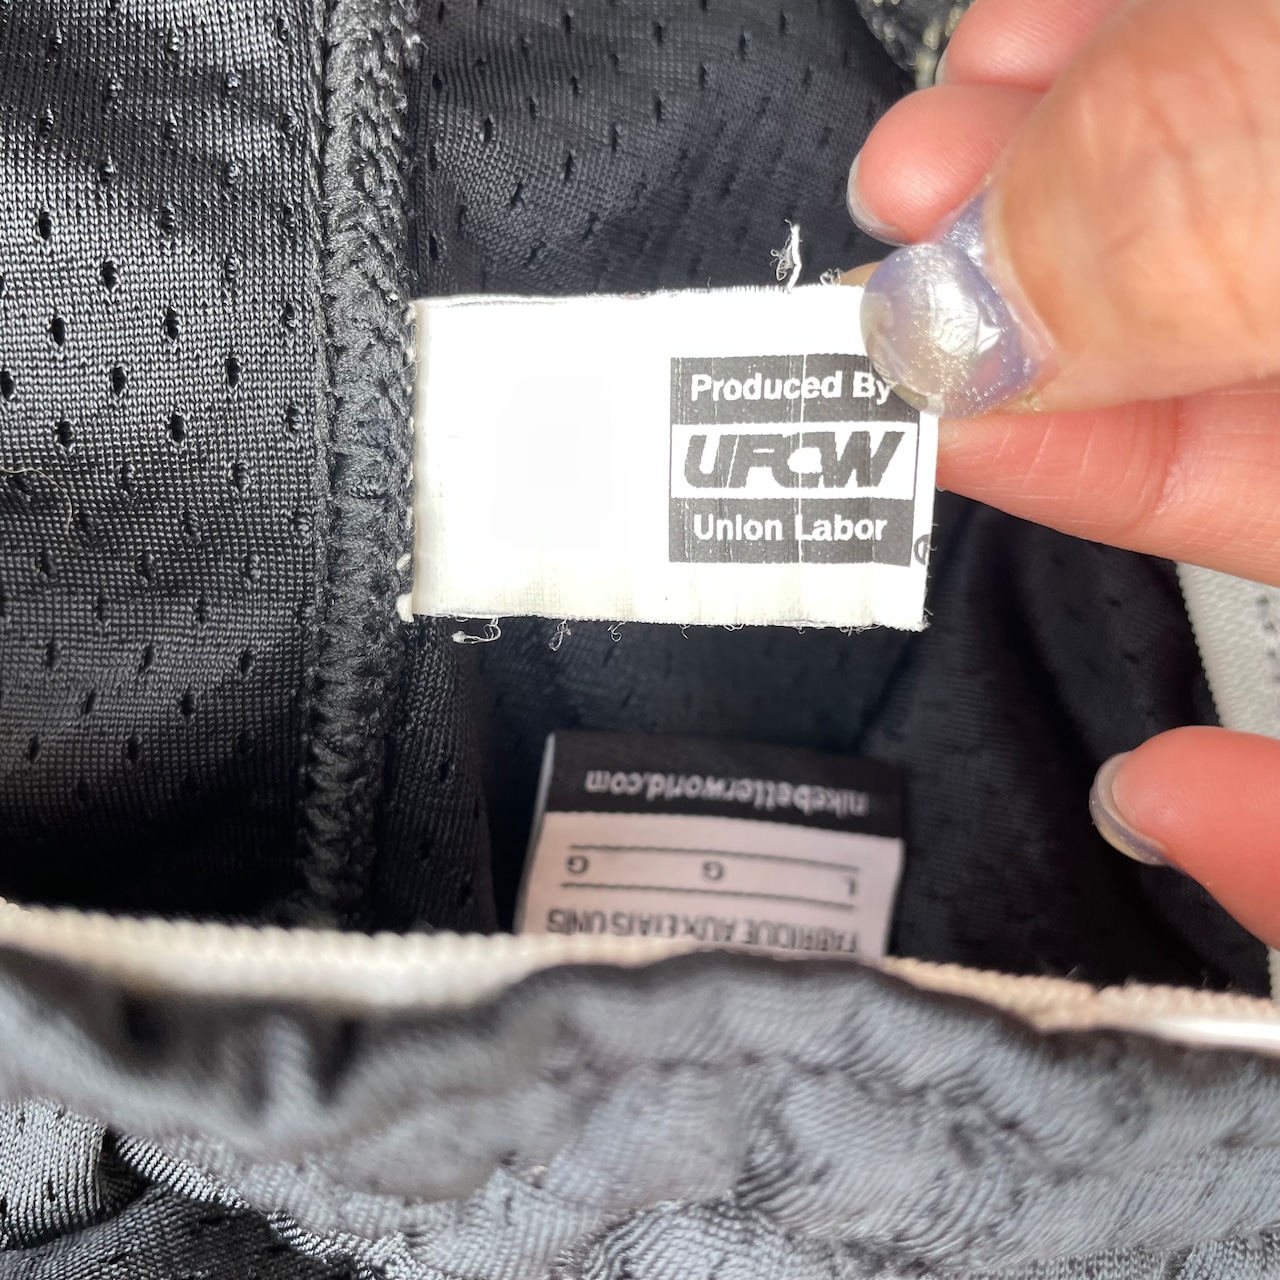 Produced By
UFCW
Union Labor
®
nikebetterworld.com
L G G
FABRIQUE AUX ETATS UNIS